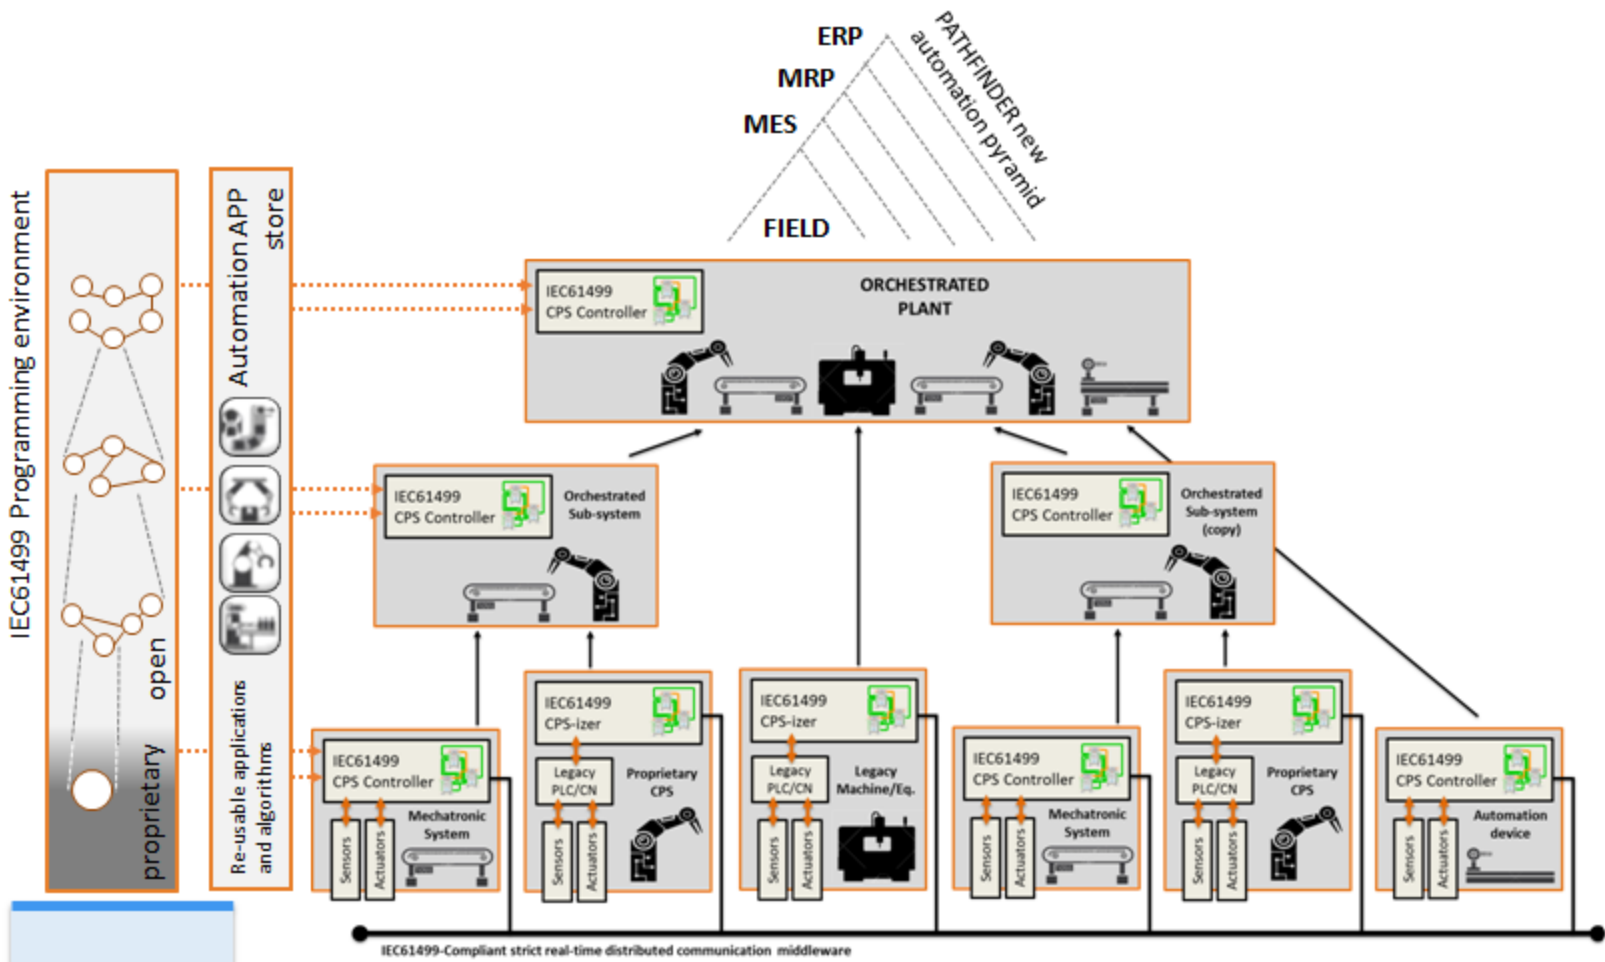 ERP
MRP
MES
FIELD
PATHFINDER new
automation pyramid
IEC61499 Programming environment
open
proprietary
Automation APP
store
Re-usable applications
and algorithms
IEC61499
CPS Controller
ORCHESTRATED
PLANT
IEC61499
CPS Controller
Orchestrated
Sub-system
IEC61499
CPS Controller
Orchestrated
Sub-system
(copy)
IEC61499
CPS Controller
Mechatronic
System
Sensors
Actuators
IEC61499
CPS-izer
Legacy
PLC/CN
Proprietary
CPS
Sensors
Actuators
IEC61499
CPS-izer
Legacy
PLC/CN
Legacy
Machine/Eq.
Sensors
Actuators
IEC61499
CPS Controller
Mechatronic
System
Sensors
Actuators
IEC61499
CPS-izer
Legacy
PLC/CN
Proprietary
CPS
Sensors
Actuators
IEC61499
CPS Controller
Automation
device
Sensors
Actuators
IEC61499-Compliant strict real-time distributed communication middleware